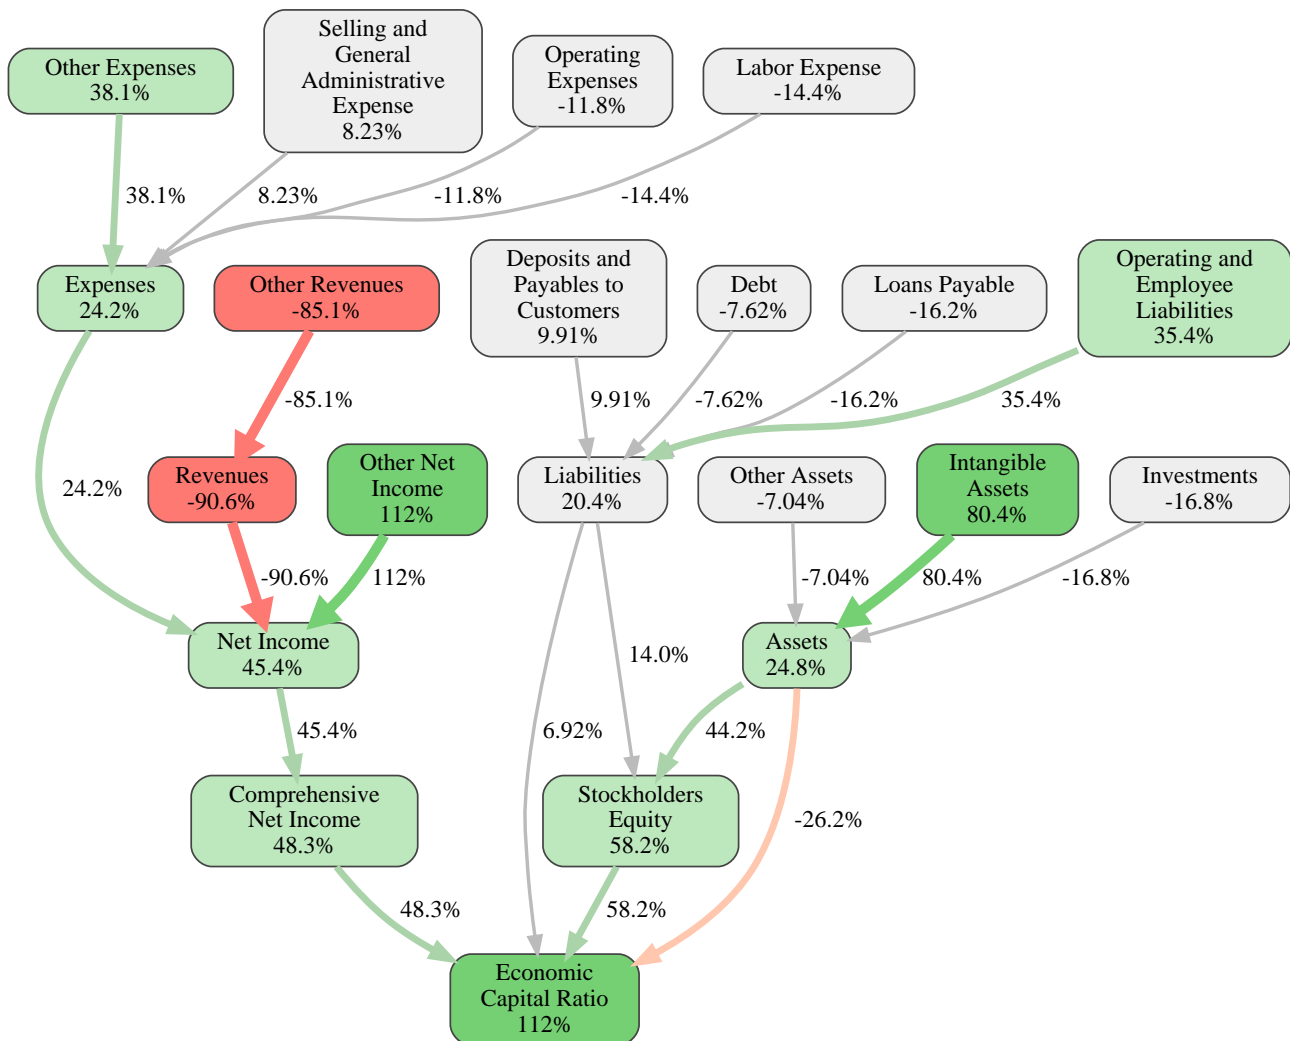 Other Expenses
38.1%
Selling and
General
Administrative
Expense
8.23%
Operating
Expenses
-11.8%
Labor Expense
-14.4%
38.1%
8.23%
-11.8%
-14.4%
Expenses
24.2%
Other Revenues
-85.1%
Deposits and
Payables to
Customers
9.91%
Debt
-7.62%
Loans Payable
-16.2%
Operating and
Employee
Liabilities
35.4%
-85.1%
9.91%
-7.62%
-16.2%
35.4%
24.2%
Revenues
-90.6%
Other Net
Income
112%
Liabilities
20.4%
Other Assets
-7.04%
Intangible
Assets
80.4%
Investments
-16.8%
-90.6%
112%
-7.04%
80.4%
-16.8%
Net Income
45.4%
14.0%
Assets
24.8%
45.4%
6.92%
44.2%
Comprehensive
Net Income
48.3%
Stockholders
Equity
58.2%
-26.2%
48.3%
58.2%
Economic
Capital Ratio
112%